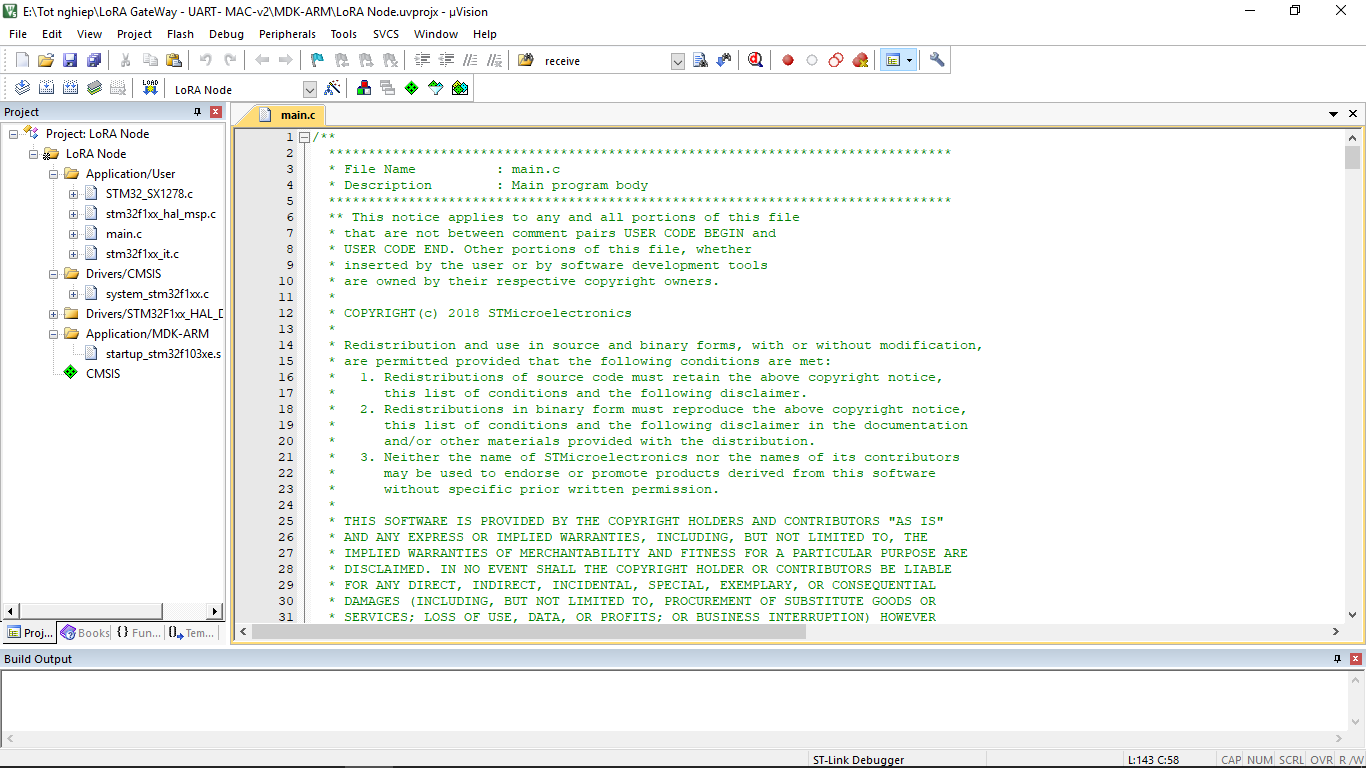 E:\Tot nghiep\LoRA GateWay - UART- MAC-v2\MDK-ARM\LoRA Node.uvprojx - µVision
File Edit View Project Flash Debug Peripherals Tools SVCS Window Help
receive
LOAD LoRA Node
Project
main.c
Project: LoRA Node
LoRA Node
Application/User
STM32_SX1278.c
stm32f1xx_hal_msp.c
main.c
stm32f1xx_it.c
Drivers/CMSIS
system_stm32f1xx.c
Drivers/STM32F1xx_HAL_D
Application/MDK-ARM
startup_stm32f103xe.s
CMSIS
Proj... Books {} Fun... 0 Tem...
1 /**
2 ******************************************************************************
3 * File Name          : main.c
4 * Description        : Main program body
5 ******************************************************************************
6 ** This notice applies to any and all portions of this file
7 * that are not between comment pairs USER CODE BEGIN and
8 * USER CODE END. Other portions of this file, whether
9 * inserted by the user or by software development tools
10 * are owned by their respective copyright owners.
11 *
12 * COPYRIGHT(c) 2018 STMicroelectronics
13 *
14 * Redistribution and use in source and binary forms, with or without modification,
15 * are permitted provided that the following conditions are met:
16 *   1. Redistributions of source code must retain the above copyright notice,
17 *      this list of conditions and the following disclaimer.
18 *   2. Redistributions in binary form must reproduce the above copyright notice,
19 *      this list of conditions and the following disclaimer in the documentation
20 *      and/or other materials provided with the distribution.
21 *   3. Neither the name of STMicroelectronics nor the names of its contributors
22 *      may be used to endorse or promote products derived from this software
23 *      without specific prior written permission.
24 *
25 * THIS SOFTWARE IS PROVIDED BY THE COPYRIGHT HOLDERS AND CONTRIBUTORS "AS IS"
26 * AND ANY EXPRESS OR IMPLIED WARRANTIES, INCLUDING, BUT NOT LIMITED TO, THE
27 * IMPLIED WARRANTIES OF MERCHANTABILITY AND FITNESS FOR A PARTICULAR PURPOSE ARE
28 * DISCLAIMED. IN NO EVENT SHALL THE COPYRIGHT HOLDER OR CONTRIBUTORS BE LIABLE
29 * FOR ANY DIRECT, INDIRECT, INCIDENTAL, SPECIAL, EXEMPLARY, OR CONSEQUENTIAL
30 * DAMAGES (INCLUDING, BUT NOT LIMITED TO, PROCUREMENT OF SUBSTITUTE GOODS OR
31 * SERVICES; LOSS OF USE, DATA, OR PROFITS; OR BUSINESS INTERRUPTION) HOWEVER
Build Output
ST-Link Debugger L:143 C:58 CAP NUM SCRL OVR R /W